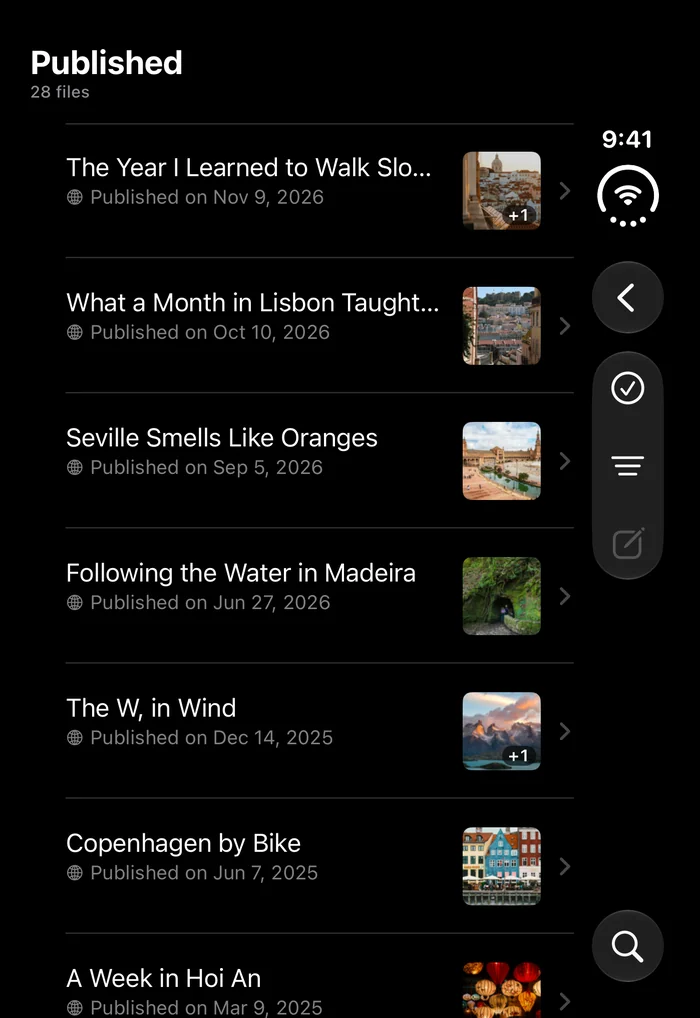 Published
28 files
9:41
The Year I Learned to Walk Slo...
Published on Nov 9, 2026
+1
What a Month in Lisbon Taught...
Published on Oct 10, 2026
Seville Smells Like Oranges
Published on Sep 5, 2026
Following the Water in Madeira
Published on Jun 27, 2026
The W, in Wind
Published on Dec 14, 2025
+1
Copenhagen by Bike
Published on Jun 7, 2025
A Week in Hoi An
Published on Mar 9, 2025